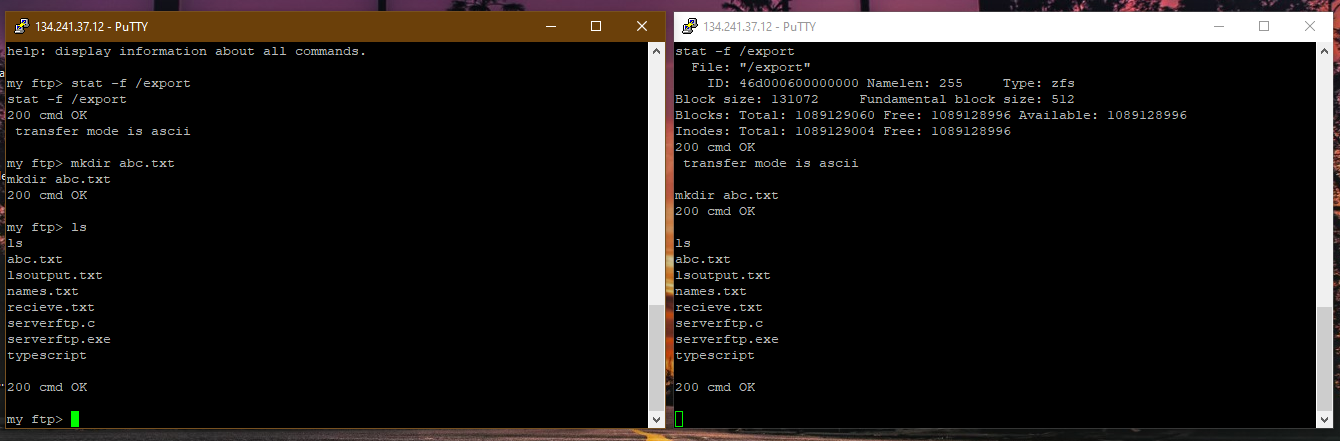 134.241.37.12 - PuTTY
help: display information about all commands.
my ftp> stat -f /export
stat -f /export
200 cmd OK
transfer mode is ascii
my ftp> mkdir abc.txt
mkdir abc.txt
200 cmd OK
my ftp> ls
ls
abc.txt
lsoutput.txt
names.txt
recieve.txt
serverftp.c
serverftp.exe
typescript
200 cmd OK
my ftp>
134.241.37.12 - PuTTY
stat -f /export
File: "/export"
ID: 46d000600000000 Namelen: 255 Type: zfs
Block size: 131072 Fundamental block size: 512
Blocks: Total: 1089129060 Free: 1089128996 Available: 1089128996
Inodes: Total: 1089129004 Free: 1089128996
200 cmd OK
transfer mode is ascii
mkdir abc.txt
200 cmd OK
ls
abc.txt
lsoutput.txt
names.txt
recieve.txt
serverftp.c
serverftp.exe
typescript
200 cmd OK